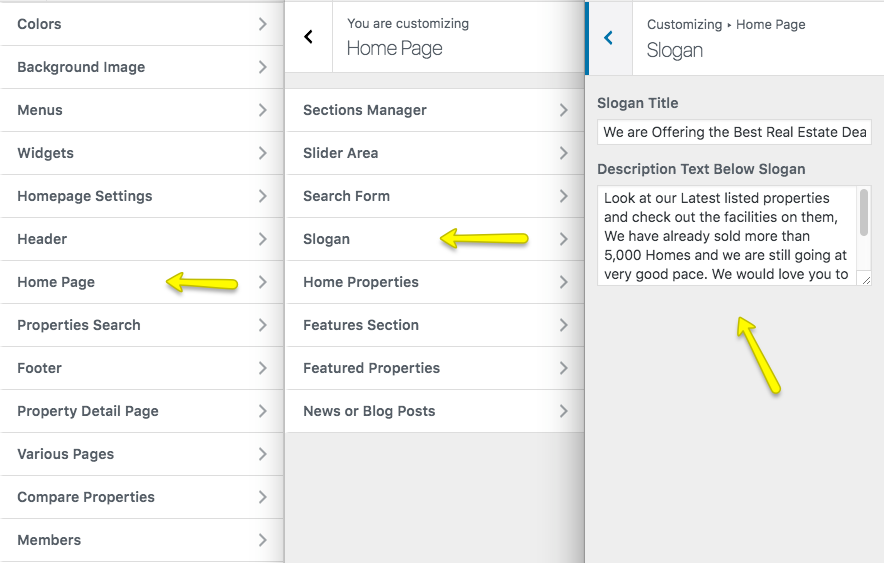 Colors
Background Image
Menus
Widgets
Homepage Settings
Header
Home Page
Properties Search
Footer
Property Detail Page
Various Pages
Compare Properties
Members
You are customizing
Home Page
Sections Manager
Slider Area
Search Form
Slogan
Home Properties
Features Section
Featured Properties
News or Blog Posts
Customizing ▸ Home Page
Slogan
Slogan Title
We are Offering the Best Real Estate Dea
Description Text Below Slogan
Look at our Latest listed properties
and check out the facilities on them,
We have already sold more than
5,000 Homes and we are still going at
very good pace. We would love you to